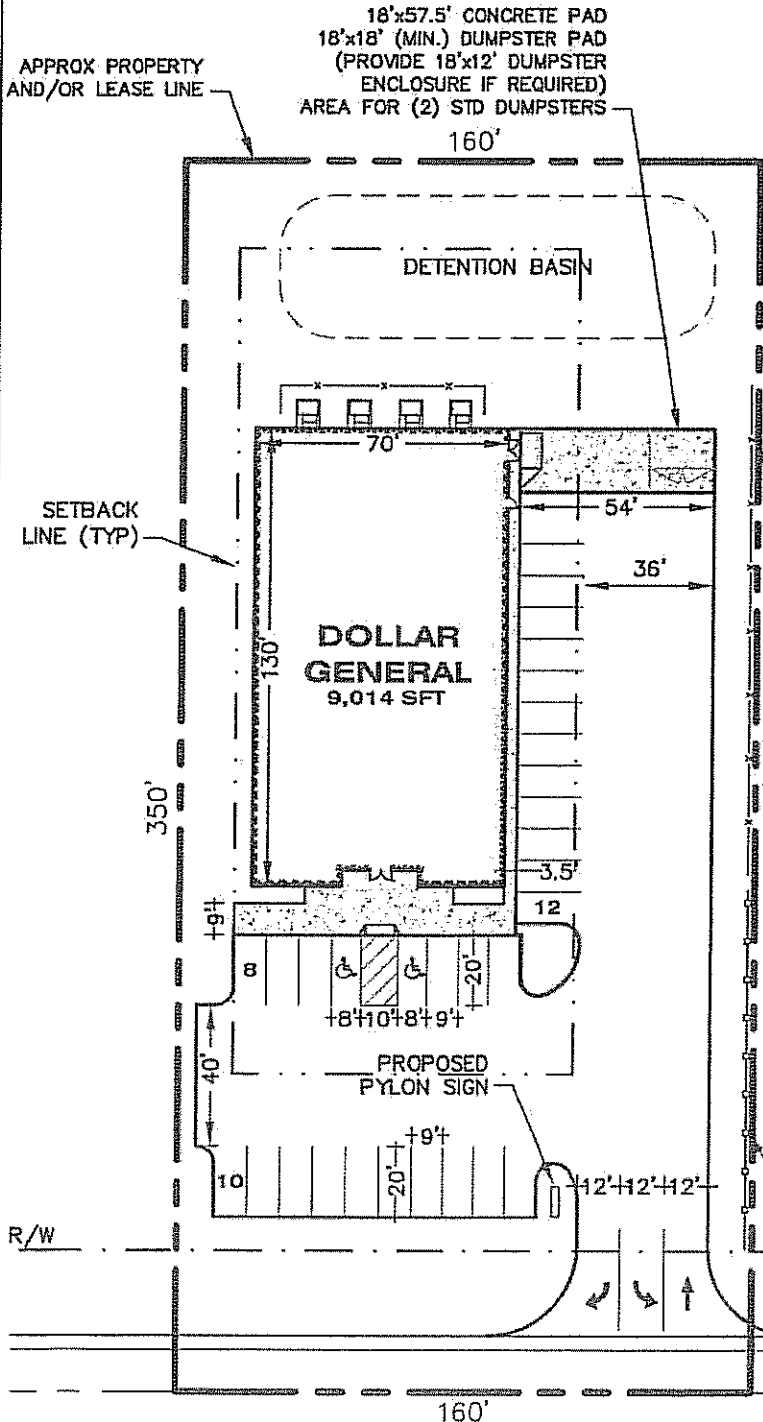 18'x57.5' CONCRETE PAD
18'x18' (MIN.) DUMPSTER PAD
(PROVIDE 18'x12' DUMPSTER
ENCLOSURE IF REQUIRED)
AREA FOR (2) STD DUMPSTERS
APPROX PROPERTY
AND/OR LEASE LINE
160'
DETENTION BASIN
70'
54'
SETBACK
LINE (TYP)
36'
DOLLAR
GENERAL
9,014 SFT
130'
350'
3.5'
12
9'
8
20'
8' 10' 8' 9'
40'
PROPOSED
PYLON SIGN
9'
10
20'
12' 12' 12'
R/W
160'